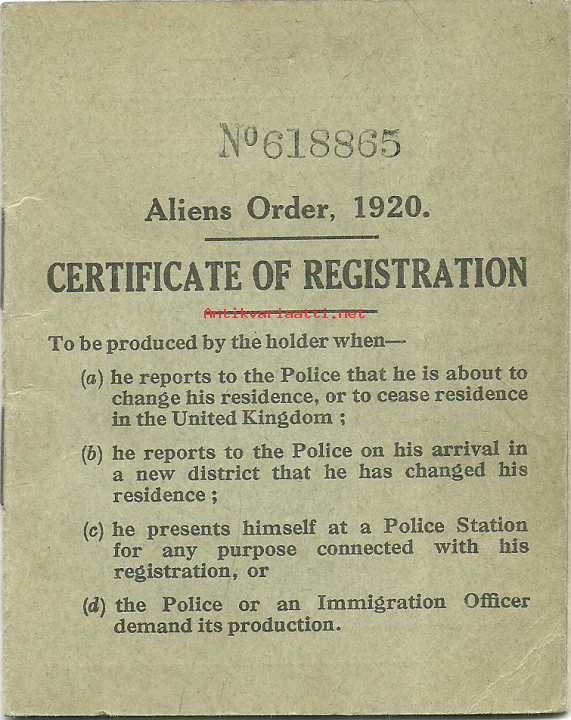 Nº 618865
Aliens Order, 1920.
CERTIFICATE OF REGISTRATION
Antikvariaatti.net
To be produced by the holder when—
(a) he reports to the Police that he is about to
change his residence, or to cease residence
in the United Kingdom ;
(b) he reports to the Police on his arrival in
a new district that he has changed his
residence ;
(c) he presents himself at a Police Station
for any purpose connected with his
registration, or
(d) the Police or an Immigration Officer
demand its production.